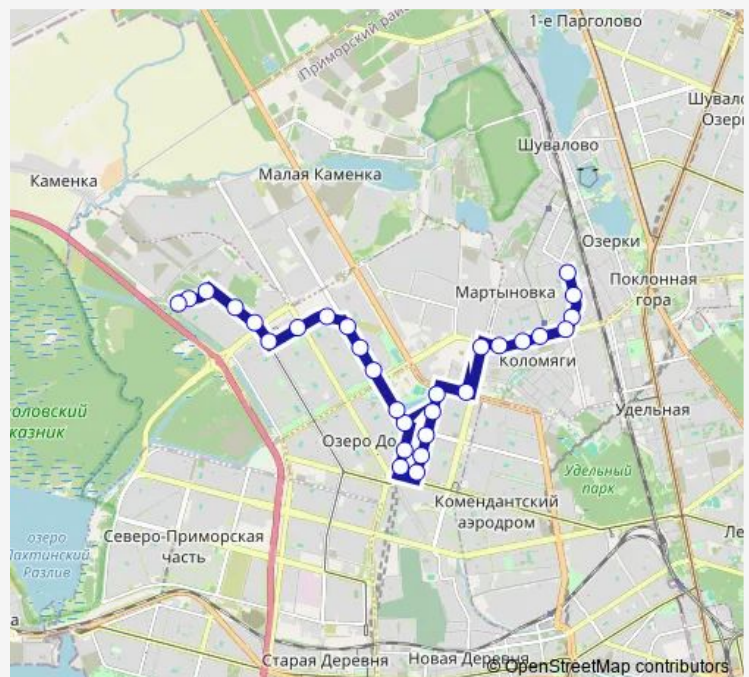 1-е Парголово
Приморский рай
Шувало
Озерк
Шувалово
Каменка
Малая Каменка
Озерки
Поклонная
гора
Мартыновка
Коломяги
оловский
казник
Удельная
Озеро До
Удельный
парк
Комендантский
аэродром
Северо-Приморская
часть
озеро
Лахтинский
Разлив
Ле
а
Старая Деревня
Новая Деревня
© OpenStreetMap contributors